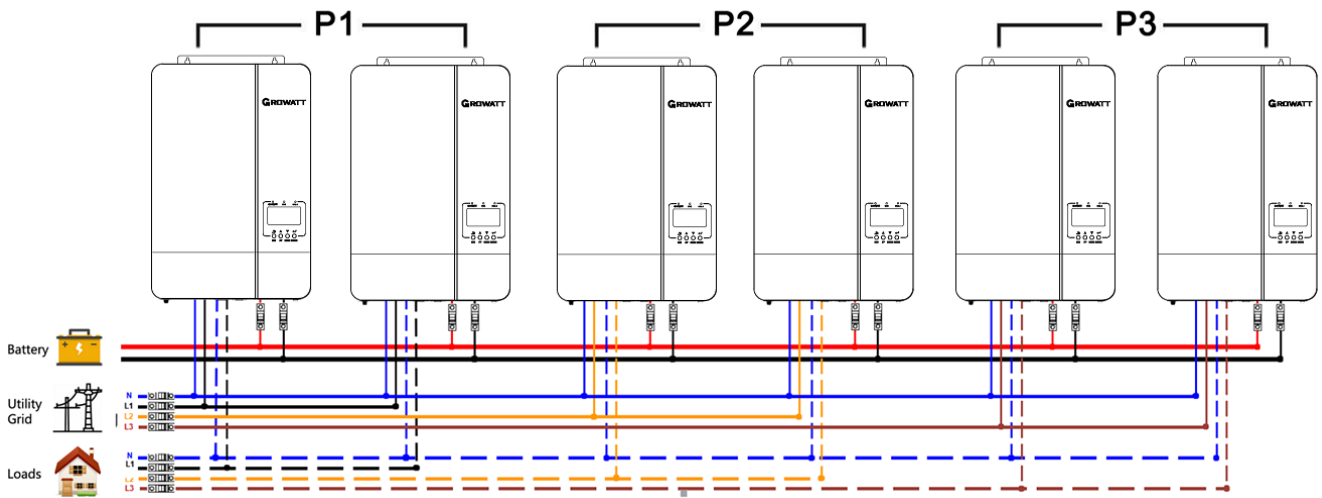 P1 P2 P3
GROWATT GROWATT GROWATT GROWATT GROWATT GROWATT
Battery
Utility
Grid
N
L1
L2
L3
Loads
N
L1
L2
L3